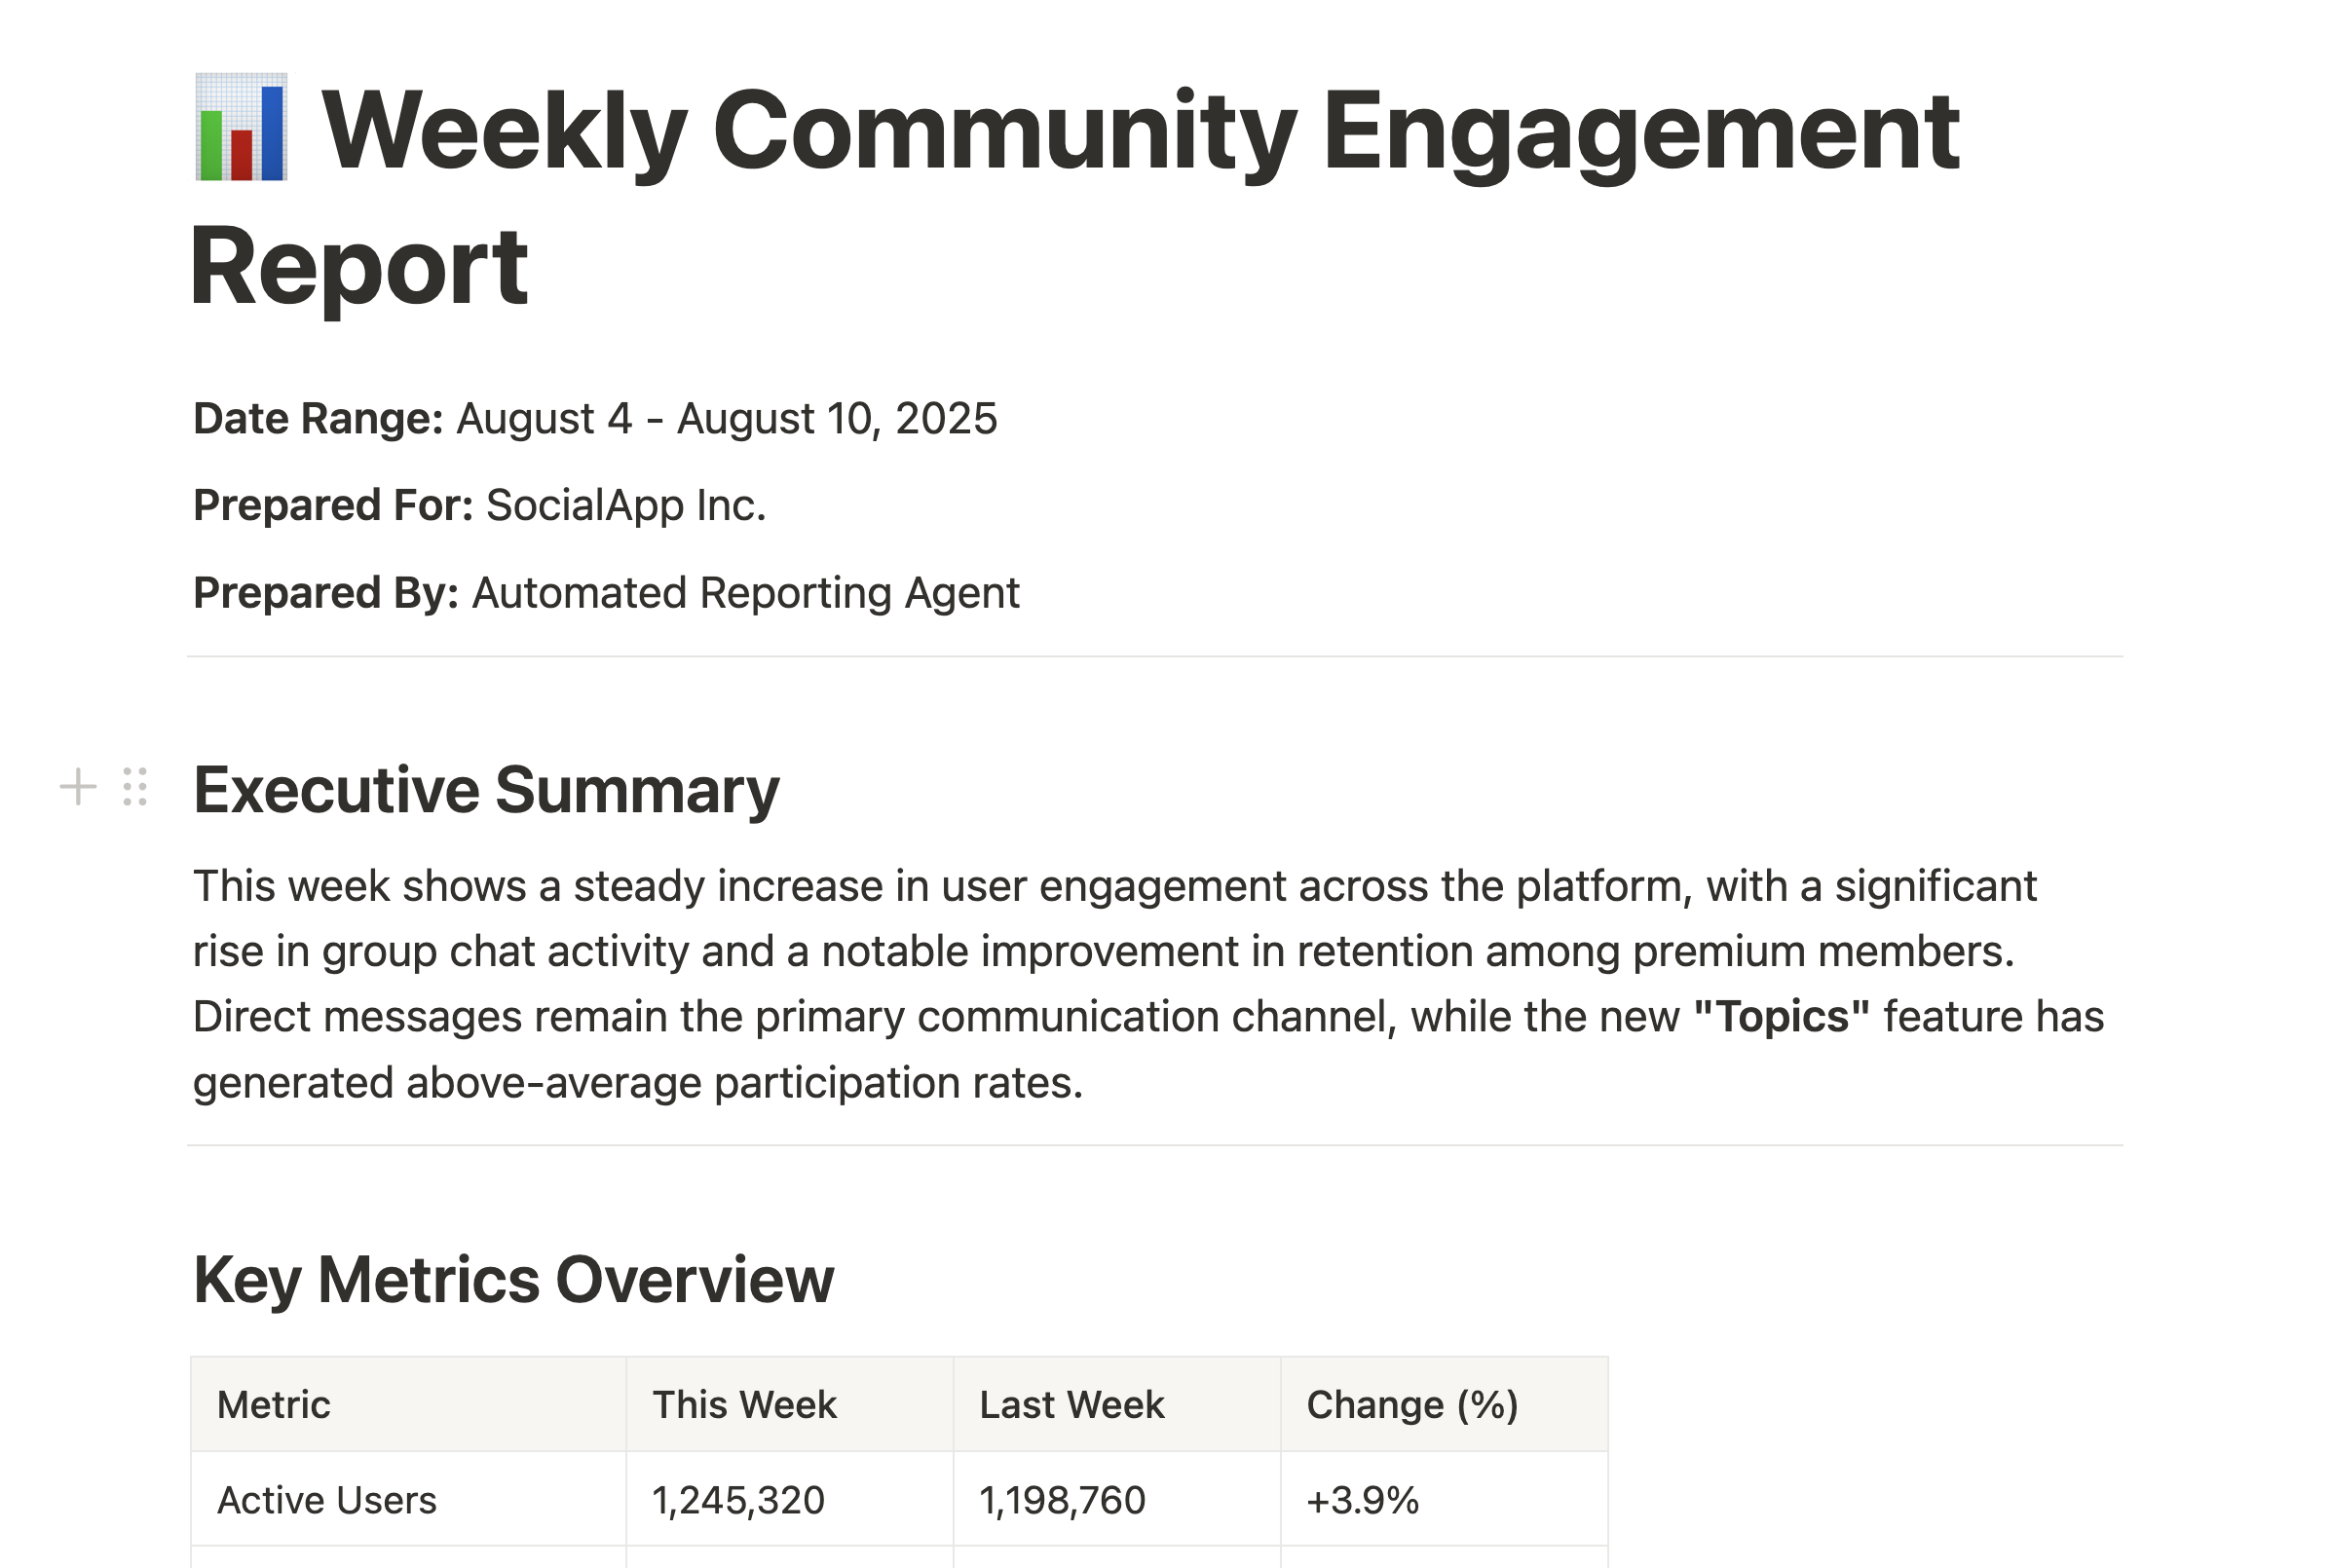 Weekly Community Engagement
Report
Date Range: August 4 - August 10, 2025
Prepared For: SocialApp Inc.
Prepared By: Automated Reporting Agent
Executive Summary
This week shows a steady increase in user engagement across the platform, with a significant
rise in group chat activity and a notable improvement in retention among premium members.
Direct messages remain the primary communication channel, while the new "Topics" feature has
generated above-average participation rates.
Key Metrics Overview
Metric This Week Last Week Change (%)
Active Users 1,245,320 1,198,760 +3.9%